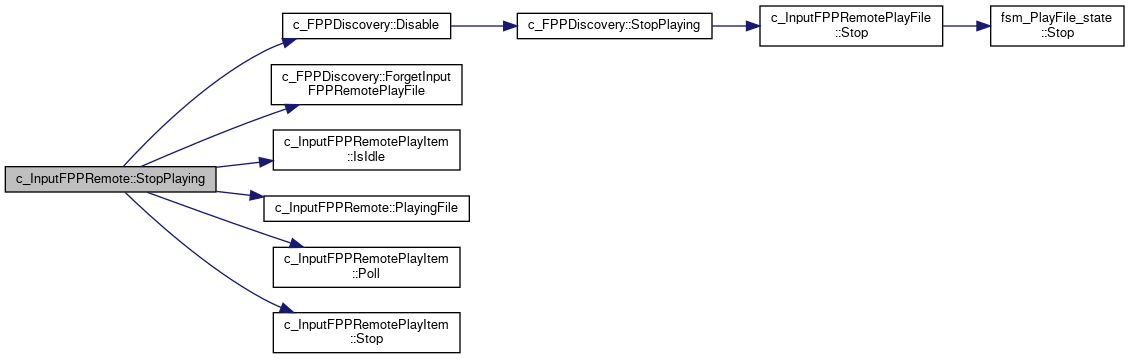 c_InputFPPRemote::StopPlaying
c_FPPDiscovery::Disable
c_FPPDiscovery::StopPlaying
c_InputFPPRemotePlayFile
::Stop
fsm_PlayFile_state
::Stop
c_FPPDiscovery::ForgetInput
FPPRemotePlayFile
c_InputFPPRemotePlayItem
::IsIdle
c_InputFPPRemote::PlayingFile
c_InputFPPRemotePlayItem
::Poll
c_InputFPPRemotePlayItem
::Stop